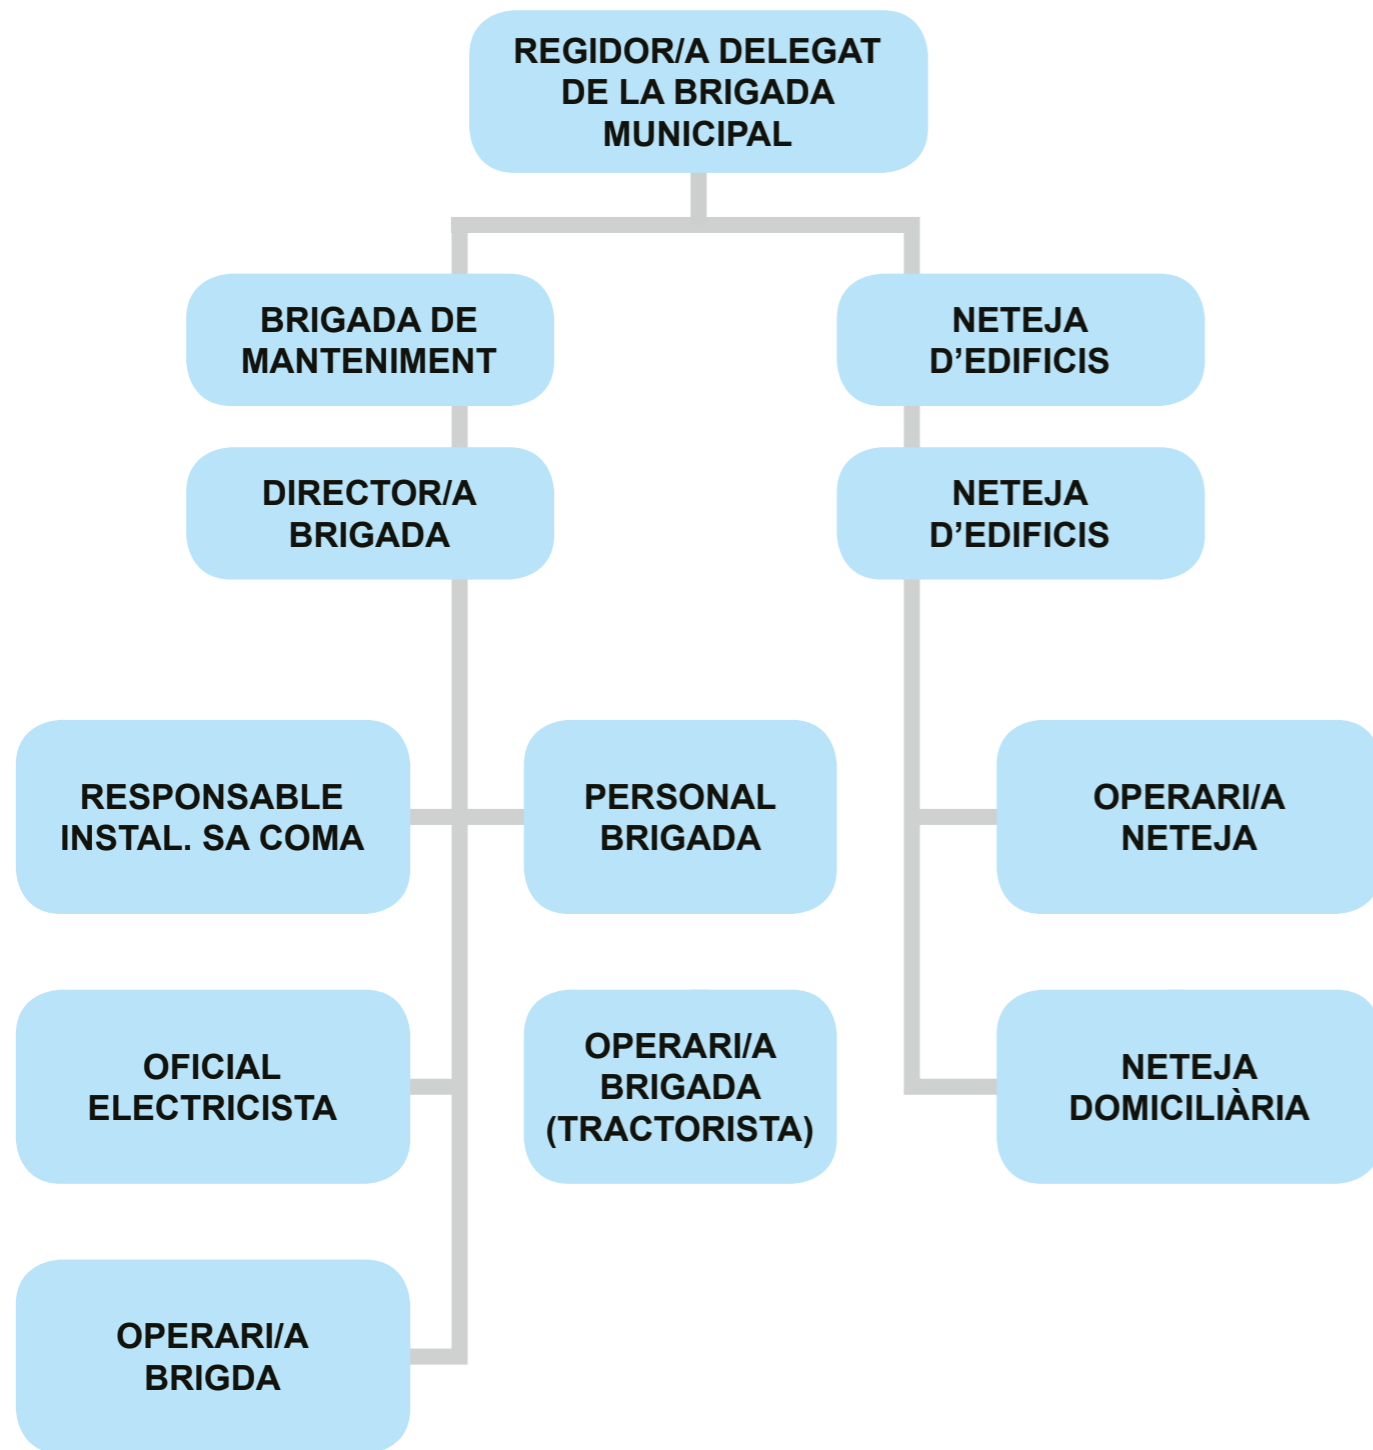 REGIDOR/A DELEGAT
DE LA BRIGADA
MUNICIPAL
BRIGADA DE
MANTENIMENT
NETEJA
D’EDIFICIS
DIRECTOR/A
BRIGADA
NETEJA
D’EDIFICIS
RESPONSABLE
INSTAL. SA COMA
PERSONAL
BRIGADA
OPERARI/A
NETEJA
OFICIAL
ELECTRICISTA
OPERARI/A
BRIGADA
(TRACTORISTA)
NETEJA
DOMICILIÀRIA
OPERARI/A
BRIGDA